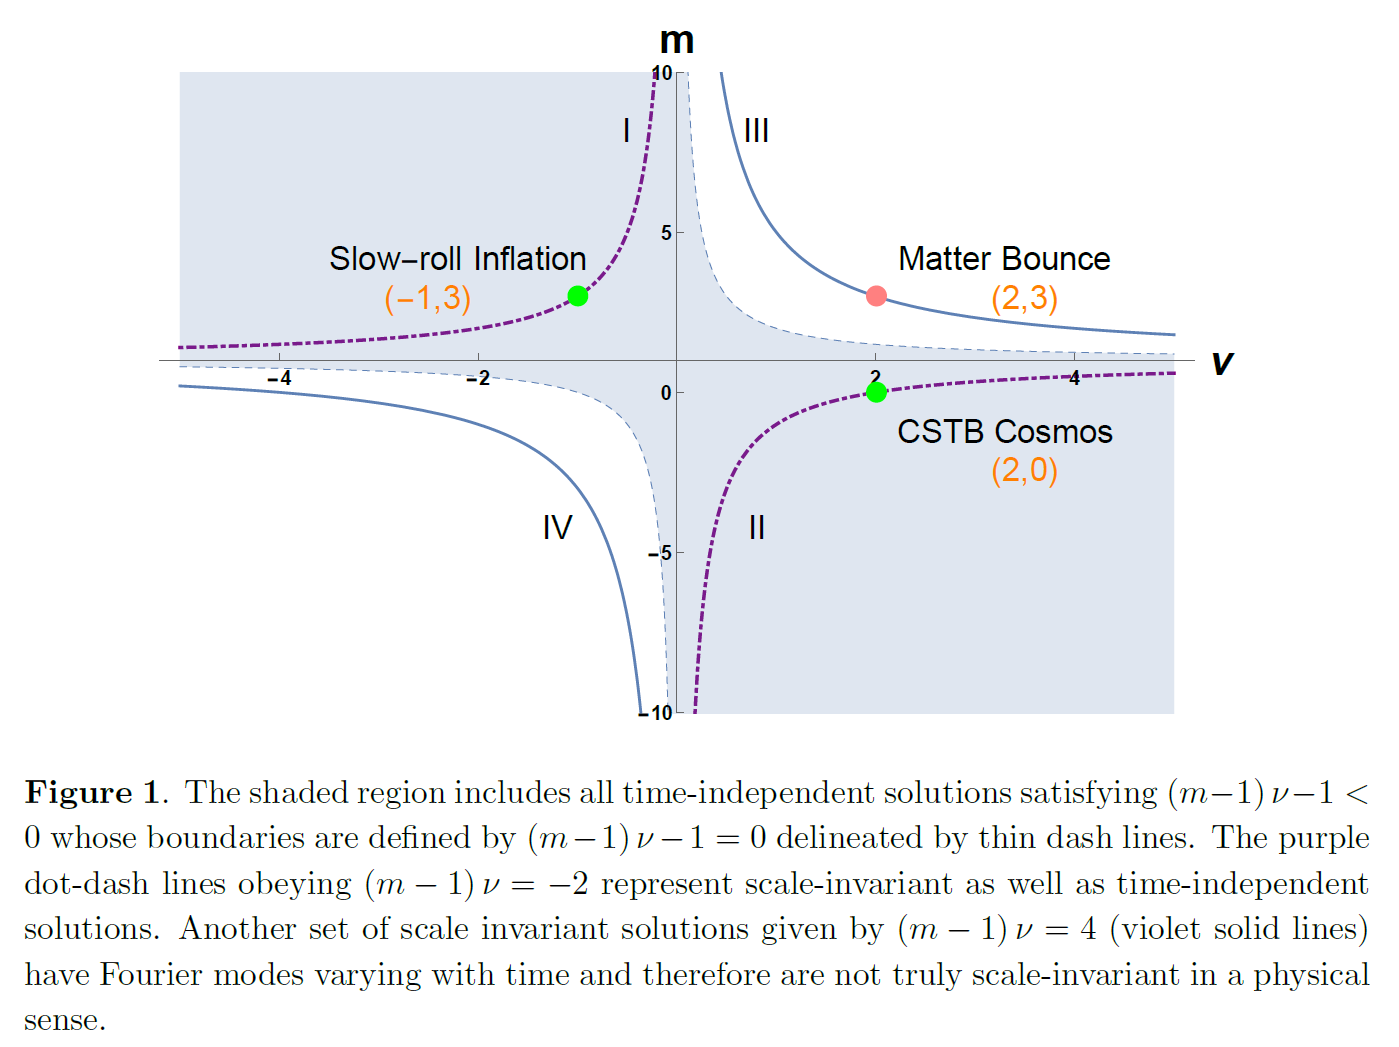 m
10
I
III
5
Slow–roll Inflation
(−1,3)
Matter Bounce
(2,3)
ν
−4
−2
2
4
0
CSTB Cosmos
(2,0)
IV
II
−5
−10
Figure 1. The shaded region includes all time-independent solutions satisfying (m−1) ν−1 <
0 whose boundaries are defined by (m − 1) ν − 1 = 0 delineated by thin dash lines. The purple
dot-dash lines obeying (m − 1) ν = −2 represent scale-invariant as well as time-independent
solutions. Another set of scale invariant solutions given by (m − 1) ν = 4 (violet solid lines)
have Fourier modes varying with time and therefore are not truly scale-invariant in a physical
sense.